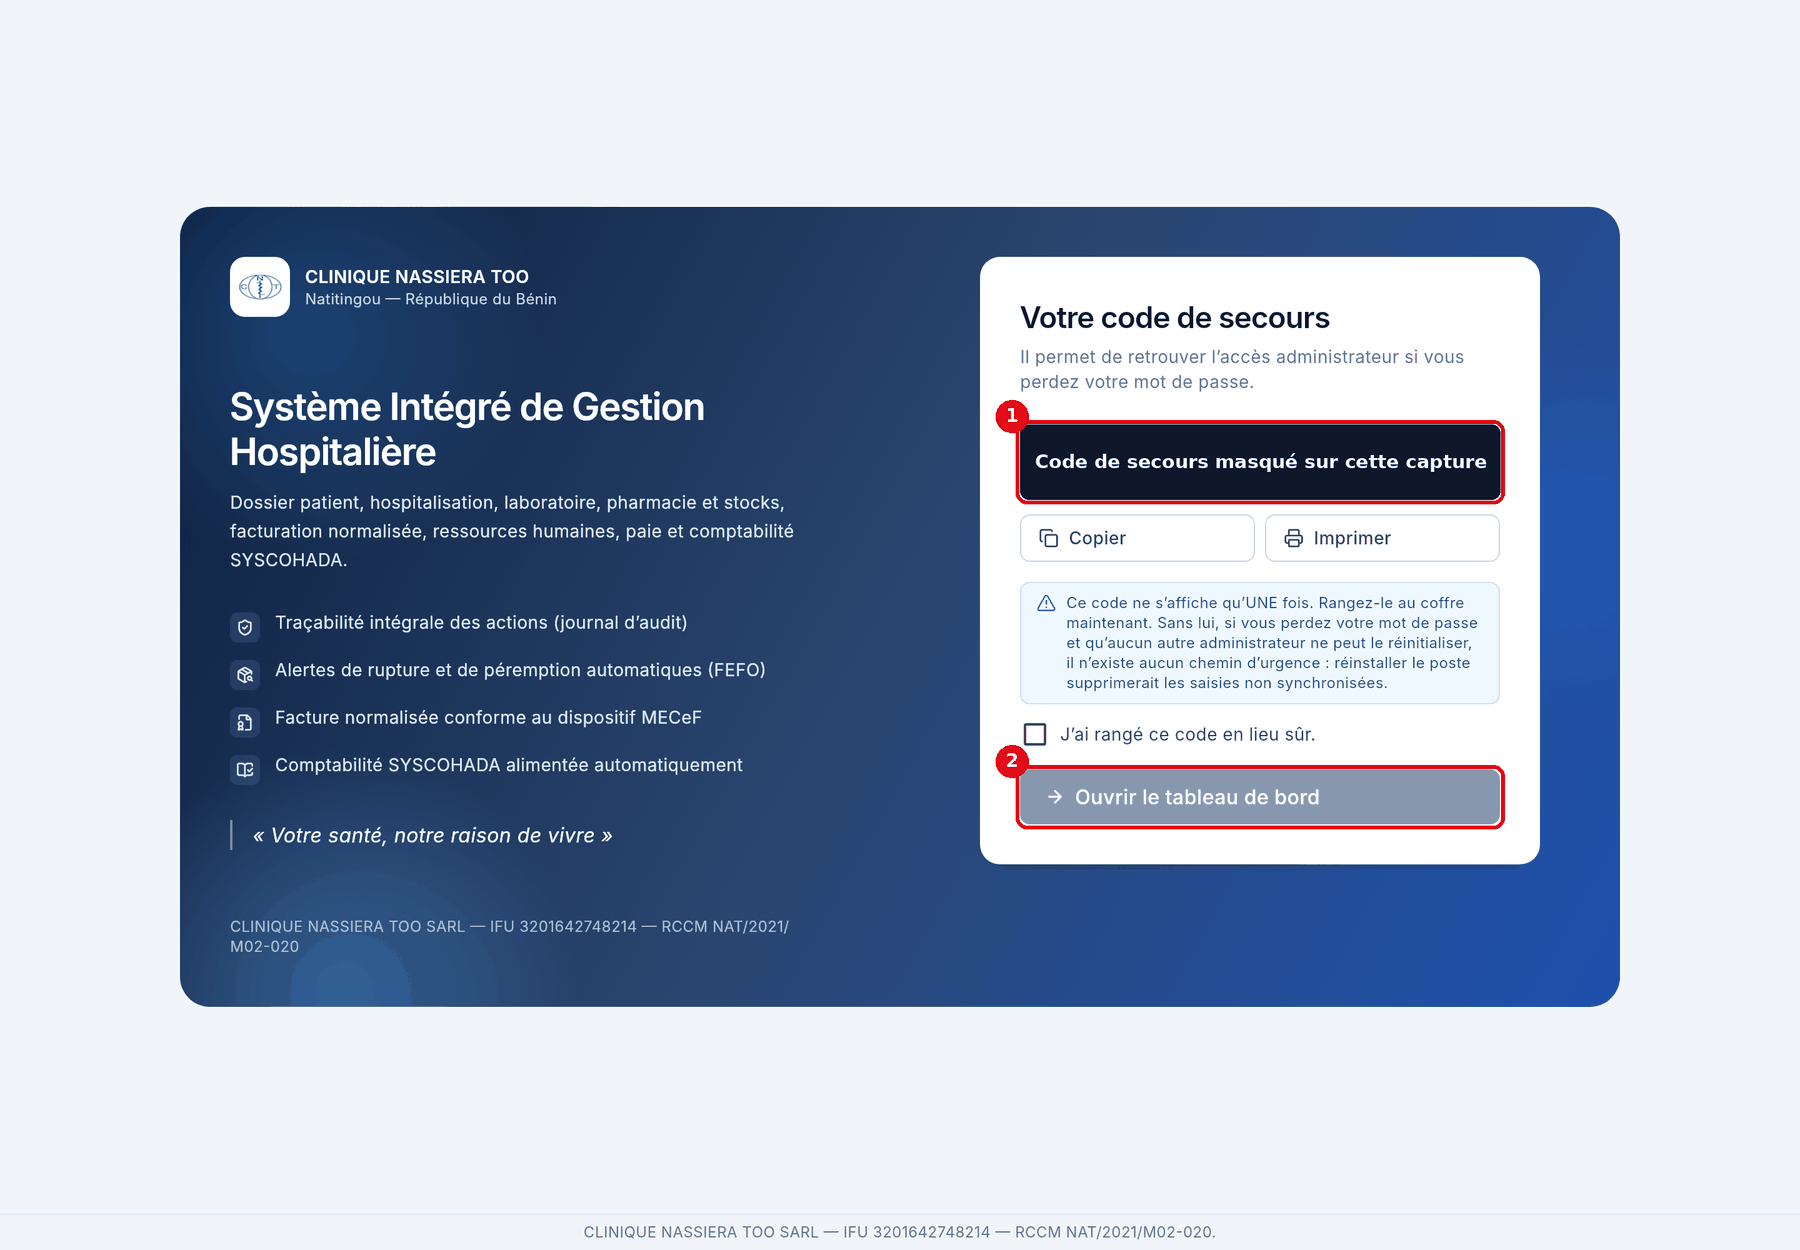 CLINIQUE NASSIERA TOO
Natitingou — République du Bénin
Système Intégré de Gestion
Hospitalière
Dossier patient, hospitalisation, laboratoire, pharmacie et stocks,
facturation normalisée, ressources humaines, paie et comptabilité
SYSCOHADA.
Traçabilité intégrale des actions (journal d’audit)
Alertes de rupture et de péremption automatiques (FEFO)
Facture normalisée conforme au dispositif MECeF
Comptabilité SYSCOHADA alimentée automatiquement
« Votre santé, notre raison de vivre »
CLINIQUE NASSIERA TOO SARL — IFU 3201642748214 — RCCM NAT/2021/
M02-020
Votre code de secours
Il permet de retrouver l’accès administrateur si vous
perdez votre mot de passe.
1
Code de secours masqué sur cette capture
Copier
Imprimer
Ce code ne s’affiche qu’UNE fois. Rangez-le au coffre
maintenant. Sans lui, si vous perdez votre mot de passe
et qu’aucun autre administrateur ne peut le réinitialiser,
il n’existe aucun chemin d’urgence : réinstaller le poste
supprimerait les saisies non synchronisées.
J’ai rangé ce code en lieu sûr.
2
Ouvrir le tableau de bord
CLINIQUE NASSIERA TOO SARL — IFU 3201642748214 — RCCM NAT/2021/M02-020.